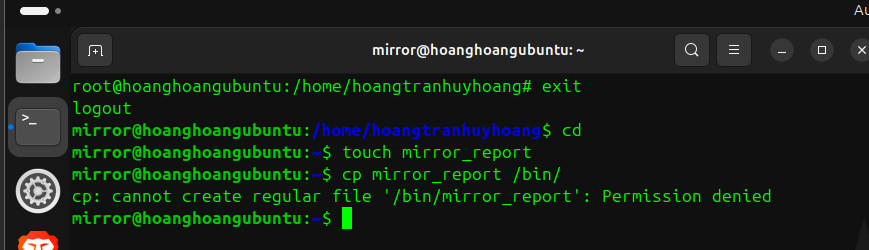 Au
mirror@hoanghoangubuntu: ~
root@hoanghoangubuntu:/home/hoangtranhuyhoang# exit
logout
mirror@hoanghoangubuntu:/home/hoangtranhuyhoang$ cd
mirror@hoanghoangubuntu:~$ touch mirror_report
mirror@hoanghoangubuntu:~$ cp mirror_report /bin/
cp: cannot create regular file '/bin/mirror_report': Permission denied
mirror@hoanghoangubuntu:~$